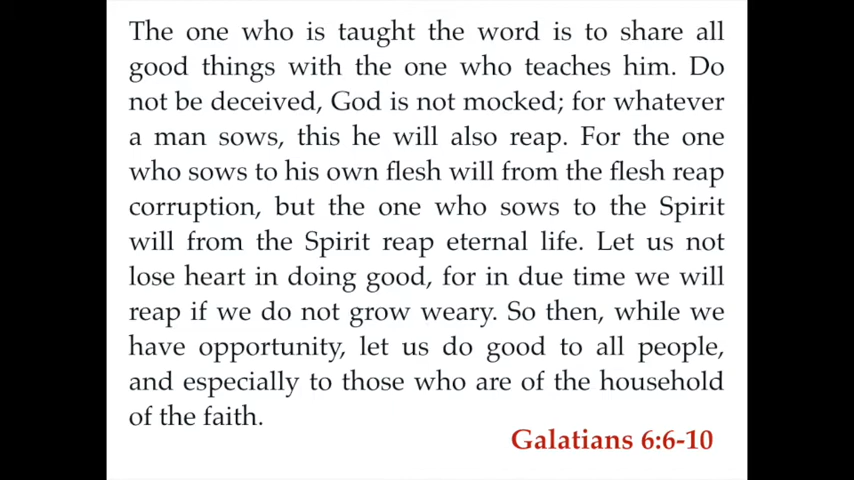 The one who is taught the word is to share all
good things with the one who teaches him. Do
not be deceived, God is not mocked; for whatever
a man sows, this he will also reap. For the one
who sows to his own flesh will from the flesh reap
corruption, but the one who sows to the Spirit
will from the Spirit reap eternal life. Let us not
lose heart in doing good, for in due time we will
reap if we do not grow weary. So then, while we
have opportunity, let us do good to all people,
and especially to those who are of the household
of the faith.
Galatians 6:6-10